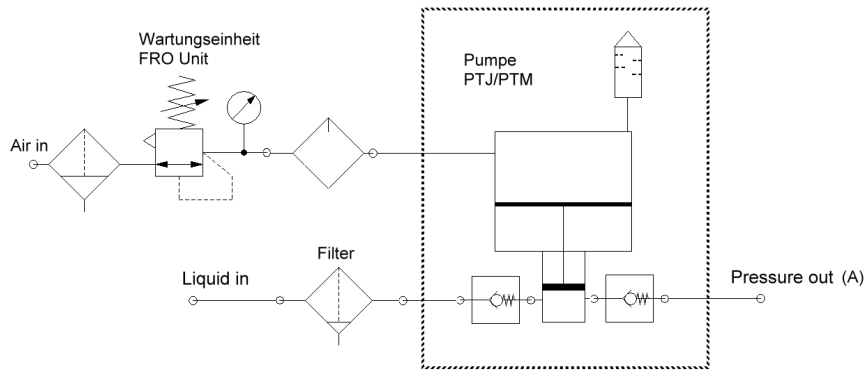 Wartungseinheit
FRO Unit
Pumpe
PTJ/PTM
Air in
Filter
Liquid in
Pressure out (A)